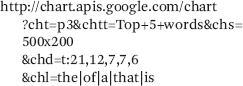 http://chart.apis.google.com/chart
?cht=p3&chtt=Top+5+words&chs=
500x200
&chd=t:21,12,7,7,6
&chl=the|of|a|that|is